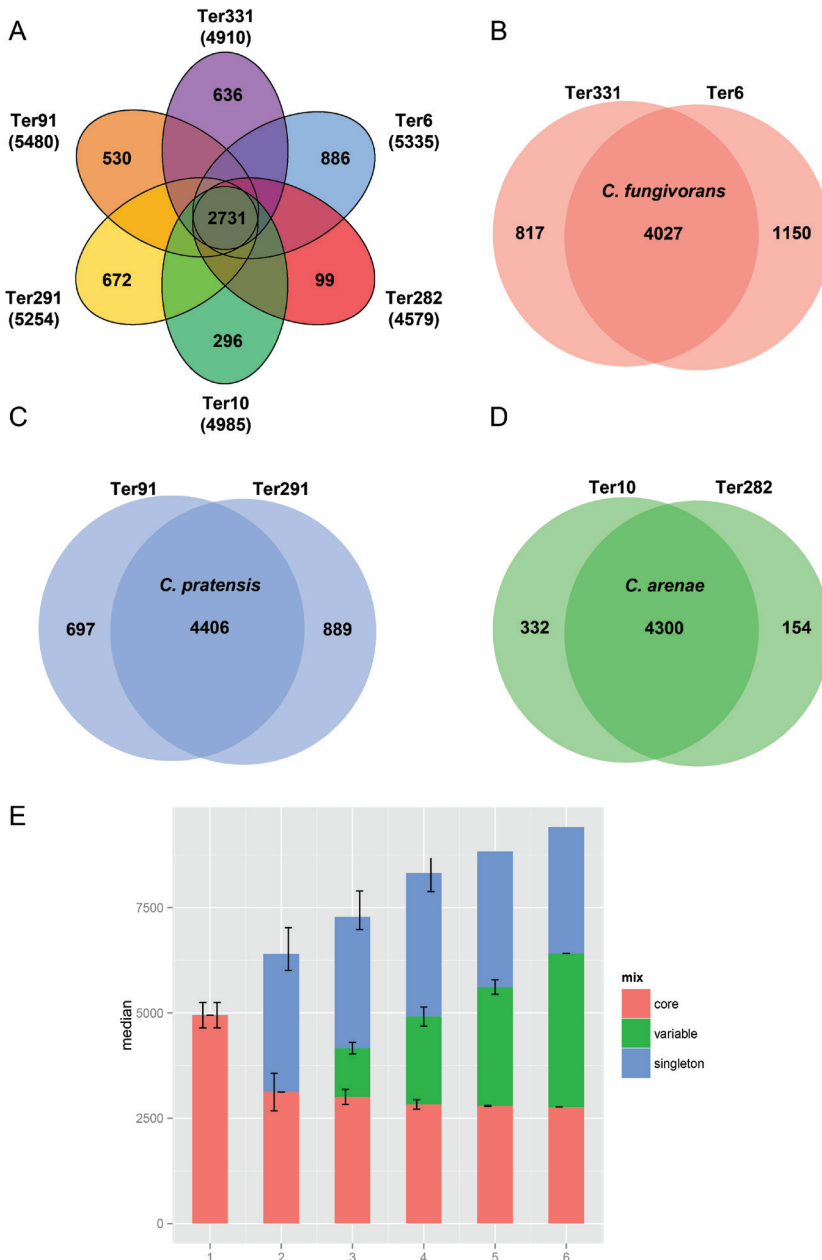 A
Ter331
(4910)
636
Ter91
(5480)
530
Ter6
(5335)
886
2731
672
99
Ter291
(5254)
Ter282
(4579)
296
Ter10
(4985)
B
Ter331
Ter6
C. fungivorans
817
4027
1150
C
Ter91
Ter291
C. pratensis
697
4406
889
D
Ter10
Ter282
C. arenae
332
4300
154
E
median
7500
5000
2500
0
1
2
3
4
5
6
mix
core
variable
singleton